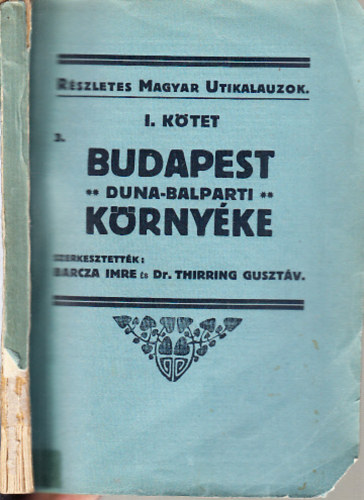 RÉSZLETES MAGYAR UTIKALAUZOK.
I. KÖTET
3.
BUDAPEST
•• DUNA-BALPARTI ••
KÖRNYÉKE
SZERKESZTETTÉK:
BARCZA IMRE és Dr. THIRRING GUSZTÁV.